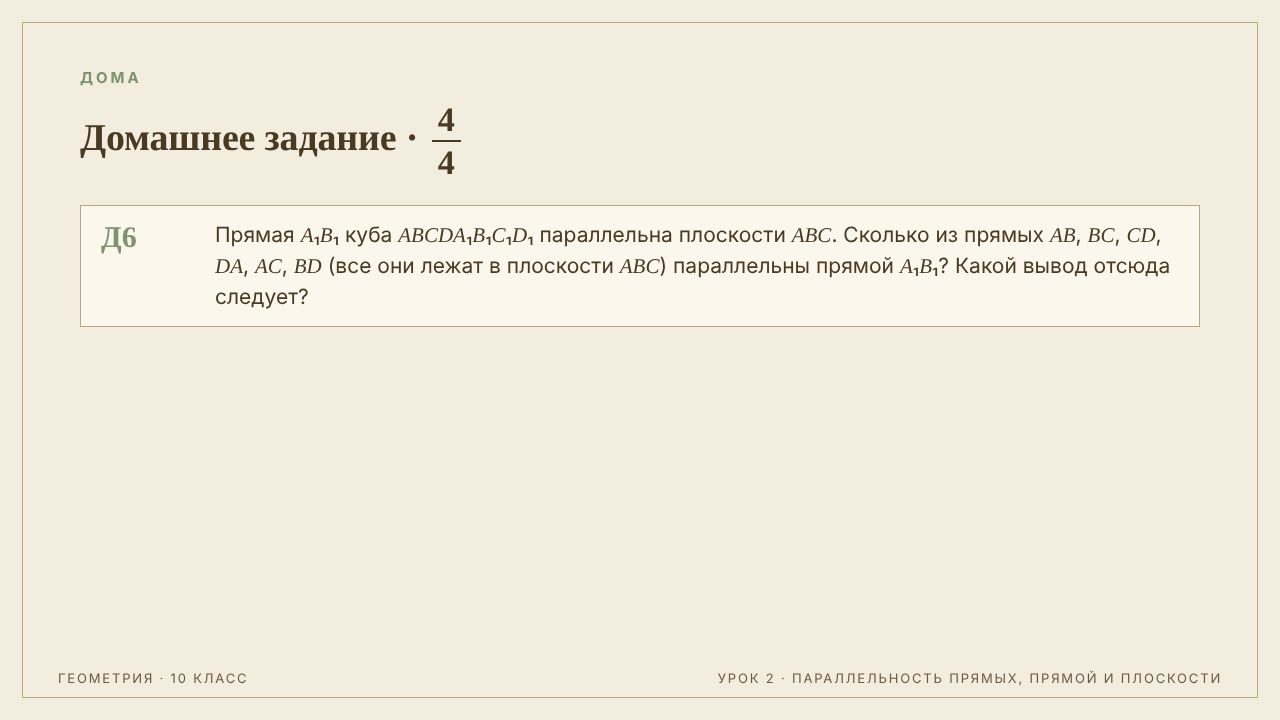 ДОМА
Домашнее задание · 4/4
Д6
Прямая A₁B₁ куба ABCDA₁B₁C₁D₁ параллельна плоскости ABC. Сколько из прямых AB, BC, CD,
DA, AC, BD (все они лежат в плоскости ABC) параллельны прямой A₁B₁? Какой вывод отсюда
следует?
ГЕОМЕТРИЯ · 10 КЛАСС
УРОК 2 · ПАРАЛЛЕЛЬНОСТЬ ПРЯМЫХ, ПРЯМОЙ И ПЛОСКОСТИ